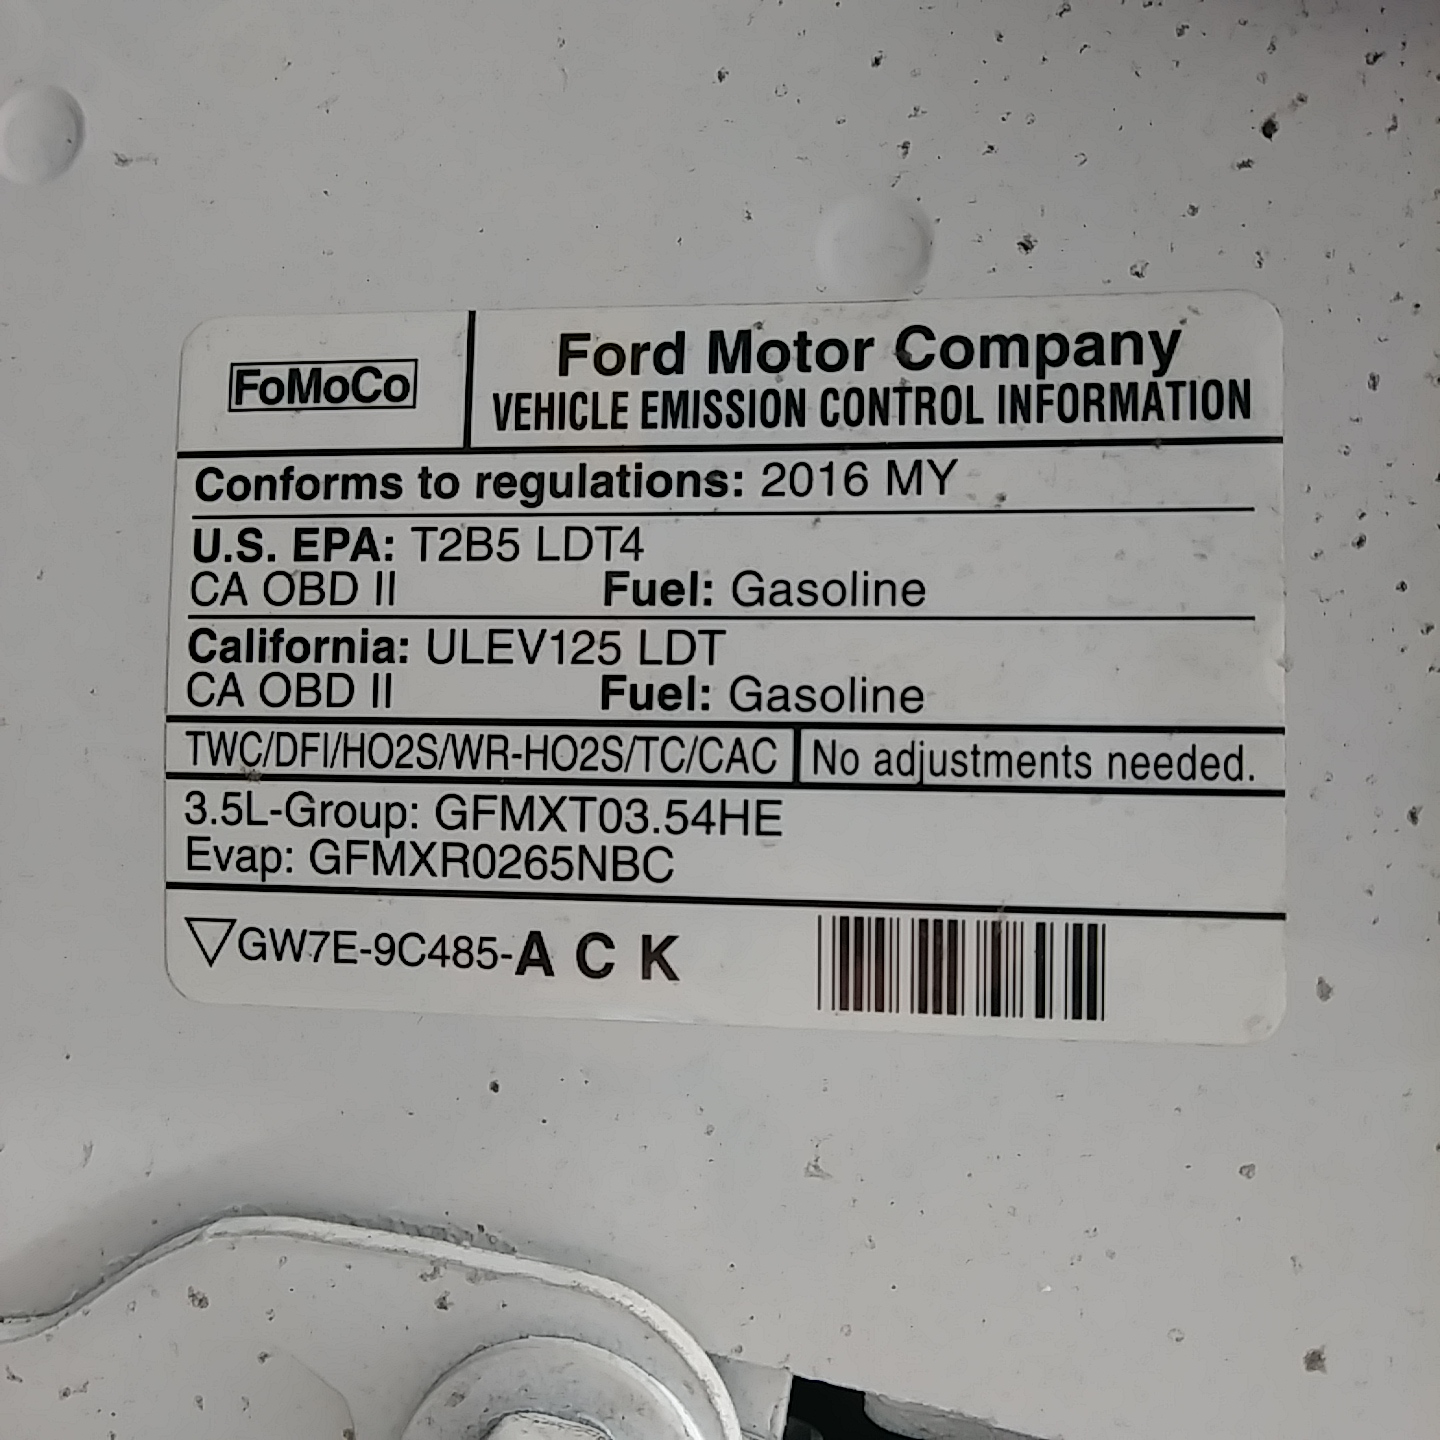 FoMoCo
Ford Motor Company
VEHICLE EMISSION CONTROL INFORMATION
Conforms to regulations: 2016 MY
U.S. EPA: T2B5 LDT4
CA OBD II Fuel: Gasoline
California: ULEV125 LDT
CA OBD II Fuel: Gasoline
TWC/DFI/HO2S/WR-HO2S/TC/CAC No adjustments needed.
3.5L-Group: GFMXT03.54HE
Evap: GFMXR0265NBC
GW7E-9C485-A C K